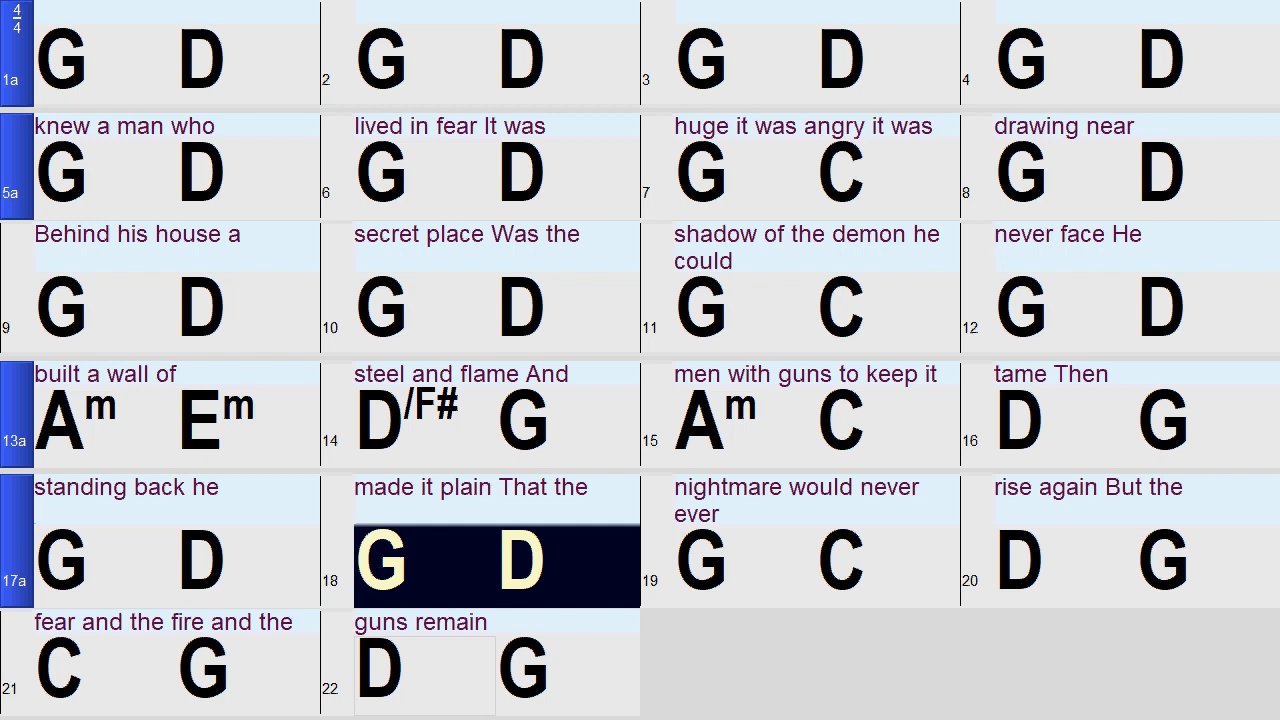 4
4
1a G D 2 G D 3 G D 4 G D
knew a man who lived in fear It was huge it was angry it was drawing near
5a G D 6 G D 7 G C 8 G D
Behind his house a secret place Was the shadow of the demon he could never face He
9 G D 10 G D 11 G C 12 G D
built a wall of steel and flame And men with guns to keep it tame Then
13a Am Em 14 D/F# G 15 Am C 16 D G
standing back he made it plain That the nightmare would never ever rise again But the
17a G D 18 G D 19 G C 20 D G
fear and the fire and the guns remain
21 C G 22 D G